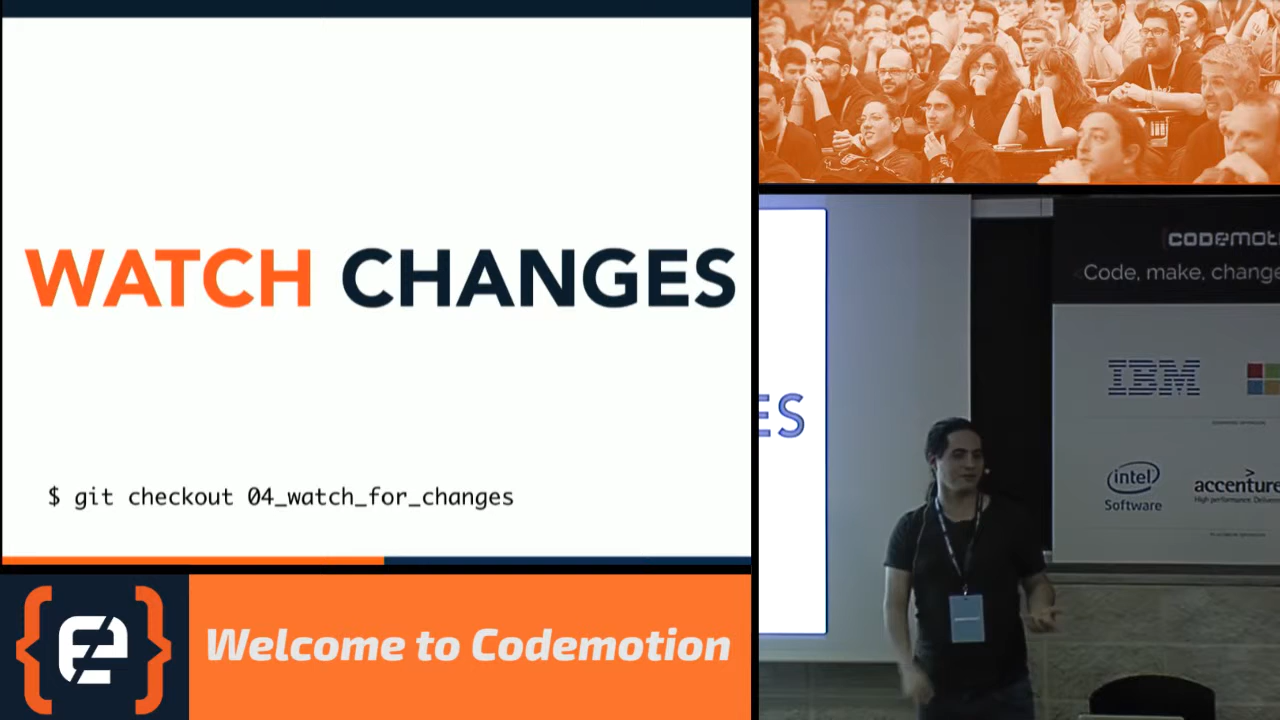 WATCH CHANGES
$ git checkout 04_watch_for_changes
Welcome to Codemotion
ES
CODEMOT
Code, make, change
IBM
intel
Software
accenture
High performance. Delivere